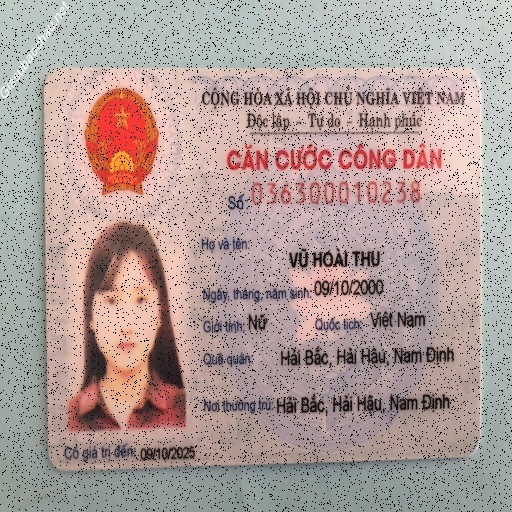 CỘNG HÒA XÃ HỘI CHỦ NGHĨA VIỆT NAM
Độc lập – Tự do – Hạnh phúc
CĂN CƯỚC CÔNG DÂN
Số: 036300010238
Họ và tên:
VŨ HOÀI THU
Ngày, tháng, năm sinh: 09/10/2000
Giới tính: Nữ Quốc tịch: Việt Nam
Quê quán: Hải Bắc, Hải Hậu, Nam Định
Nơi thường trú: Hải Bắc, Hải Hậu, Nam Định
Có giá trị đến: 09/10/2025